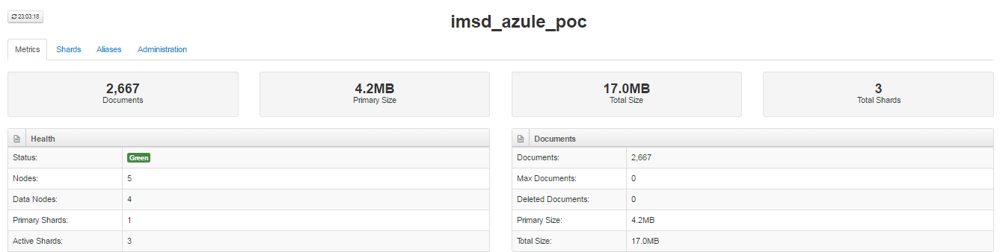 23:03:18
imsd_azule_poc
Metrics Shards Aliases Administration
2,667
Documents
4.2MB
Primary Size
17.0MB
Total Size
3
Total Shards
Health
Status: Green
Nodes: 5
Data Nodes: 4
Primary Shards: 1
Active Shards: 3
Documents
Documents: 2,667
Max Documents: 0
Deleted Documents: 0
Primary Size: 4.2MB
Total Size: 17.0MB